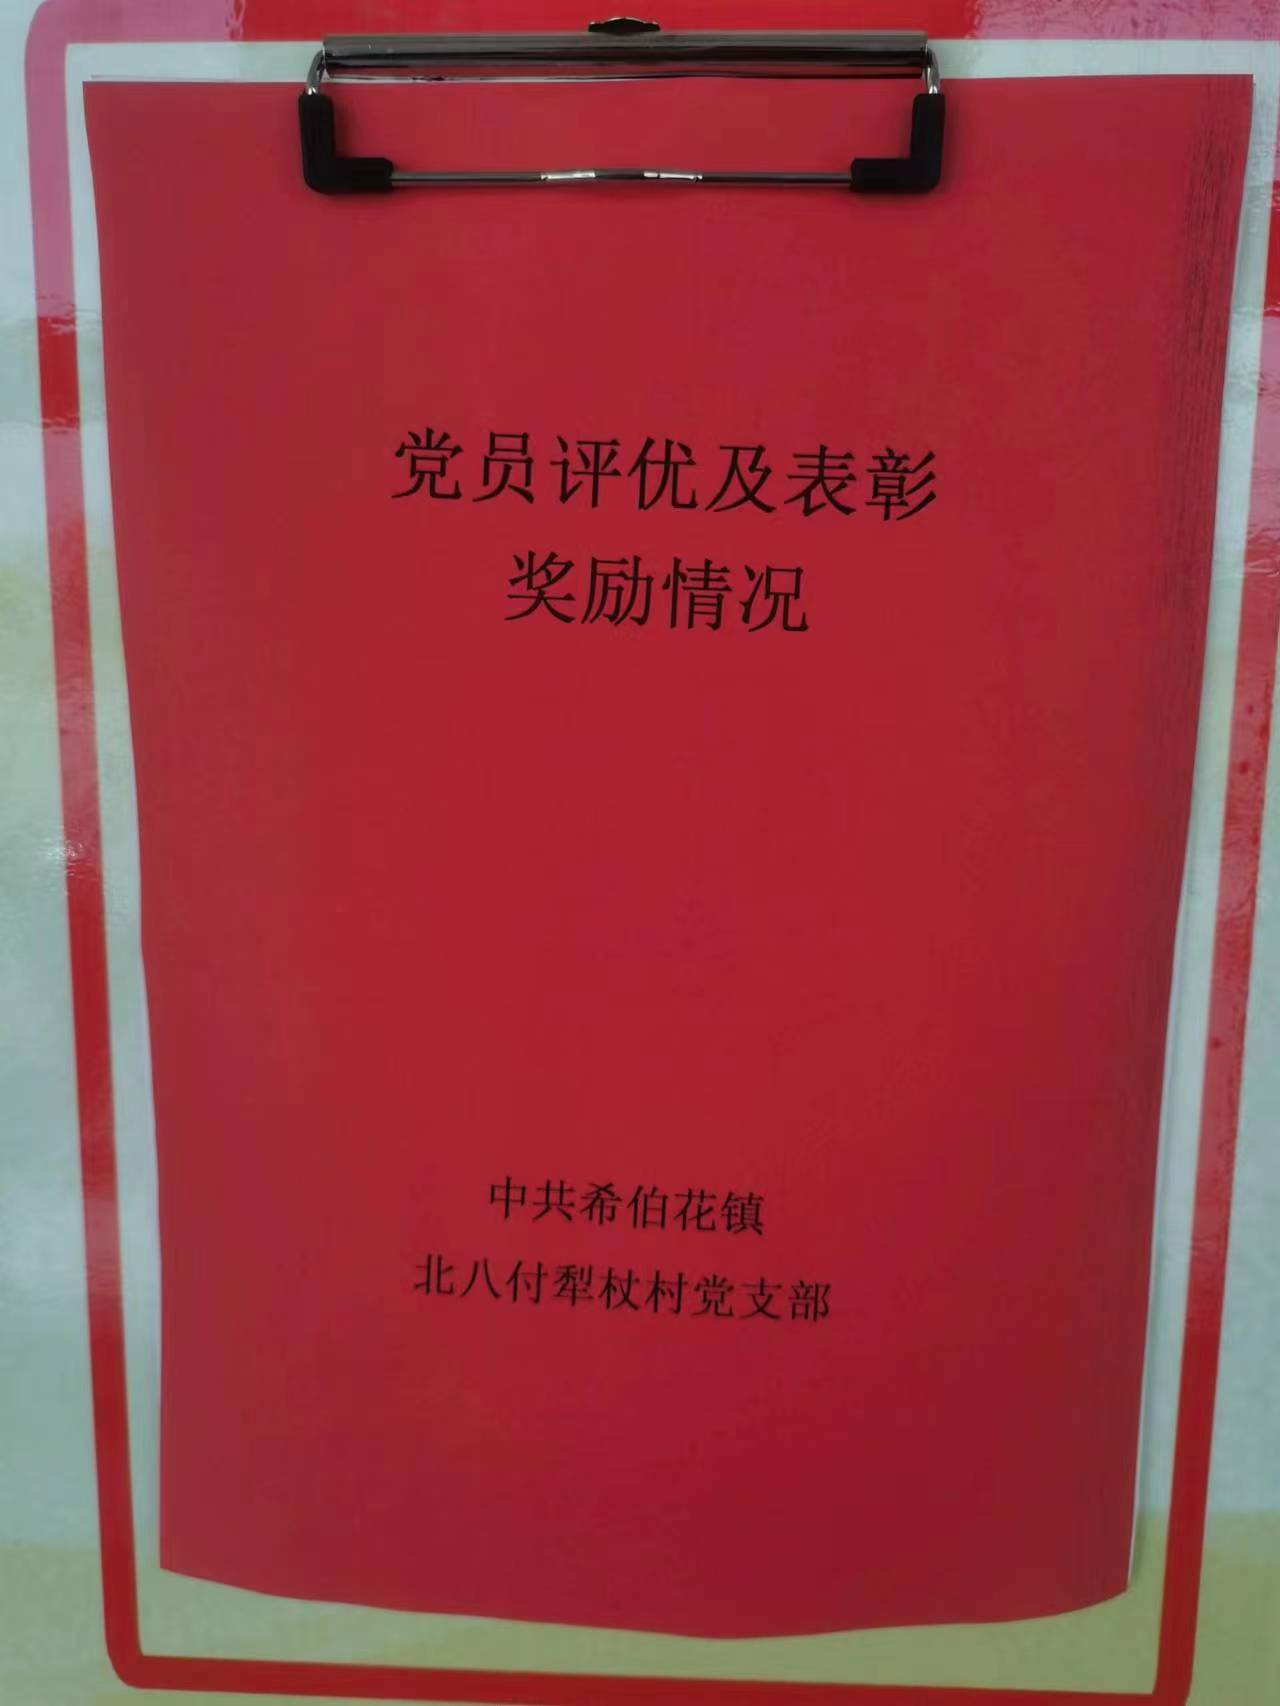 党员评优及表彰
奖励情况
中共希伯花镇
北八付犁杖村党支部